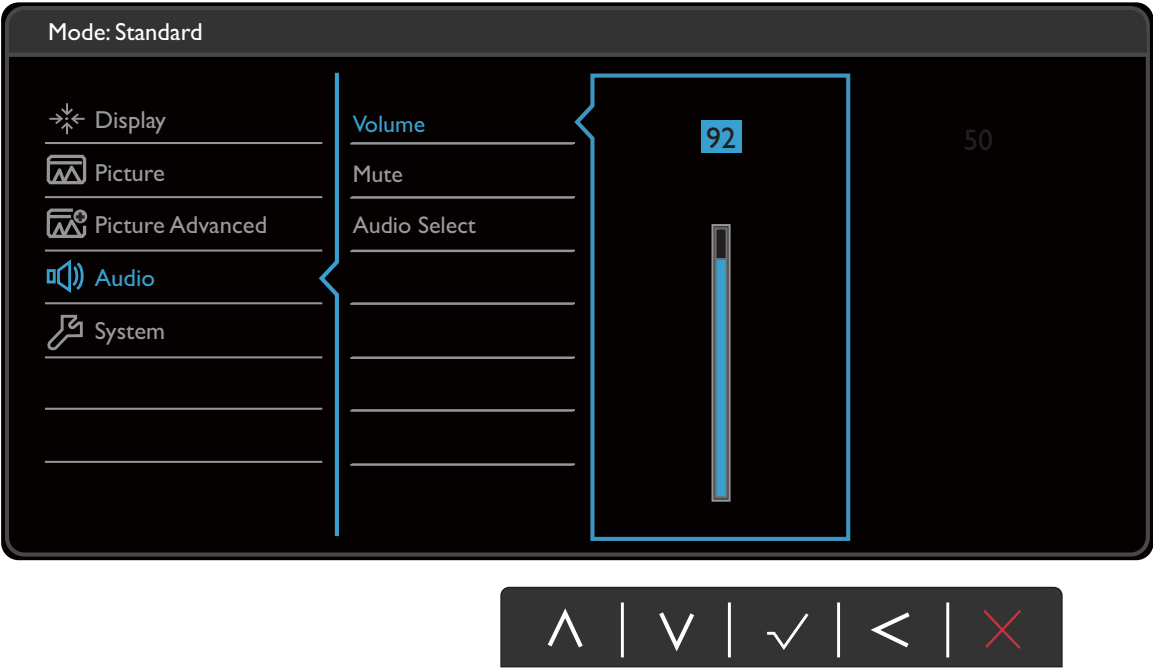 Mode: Standard
Display
Picture
Picture Advanced
Audio
System
Volume
Mute
Audio Select
92
50